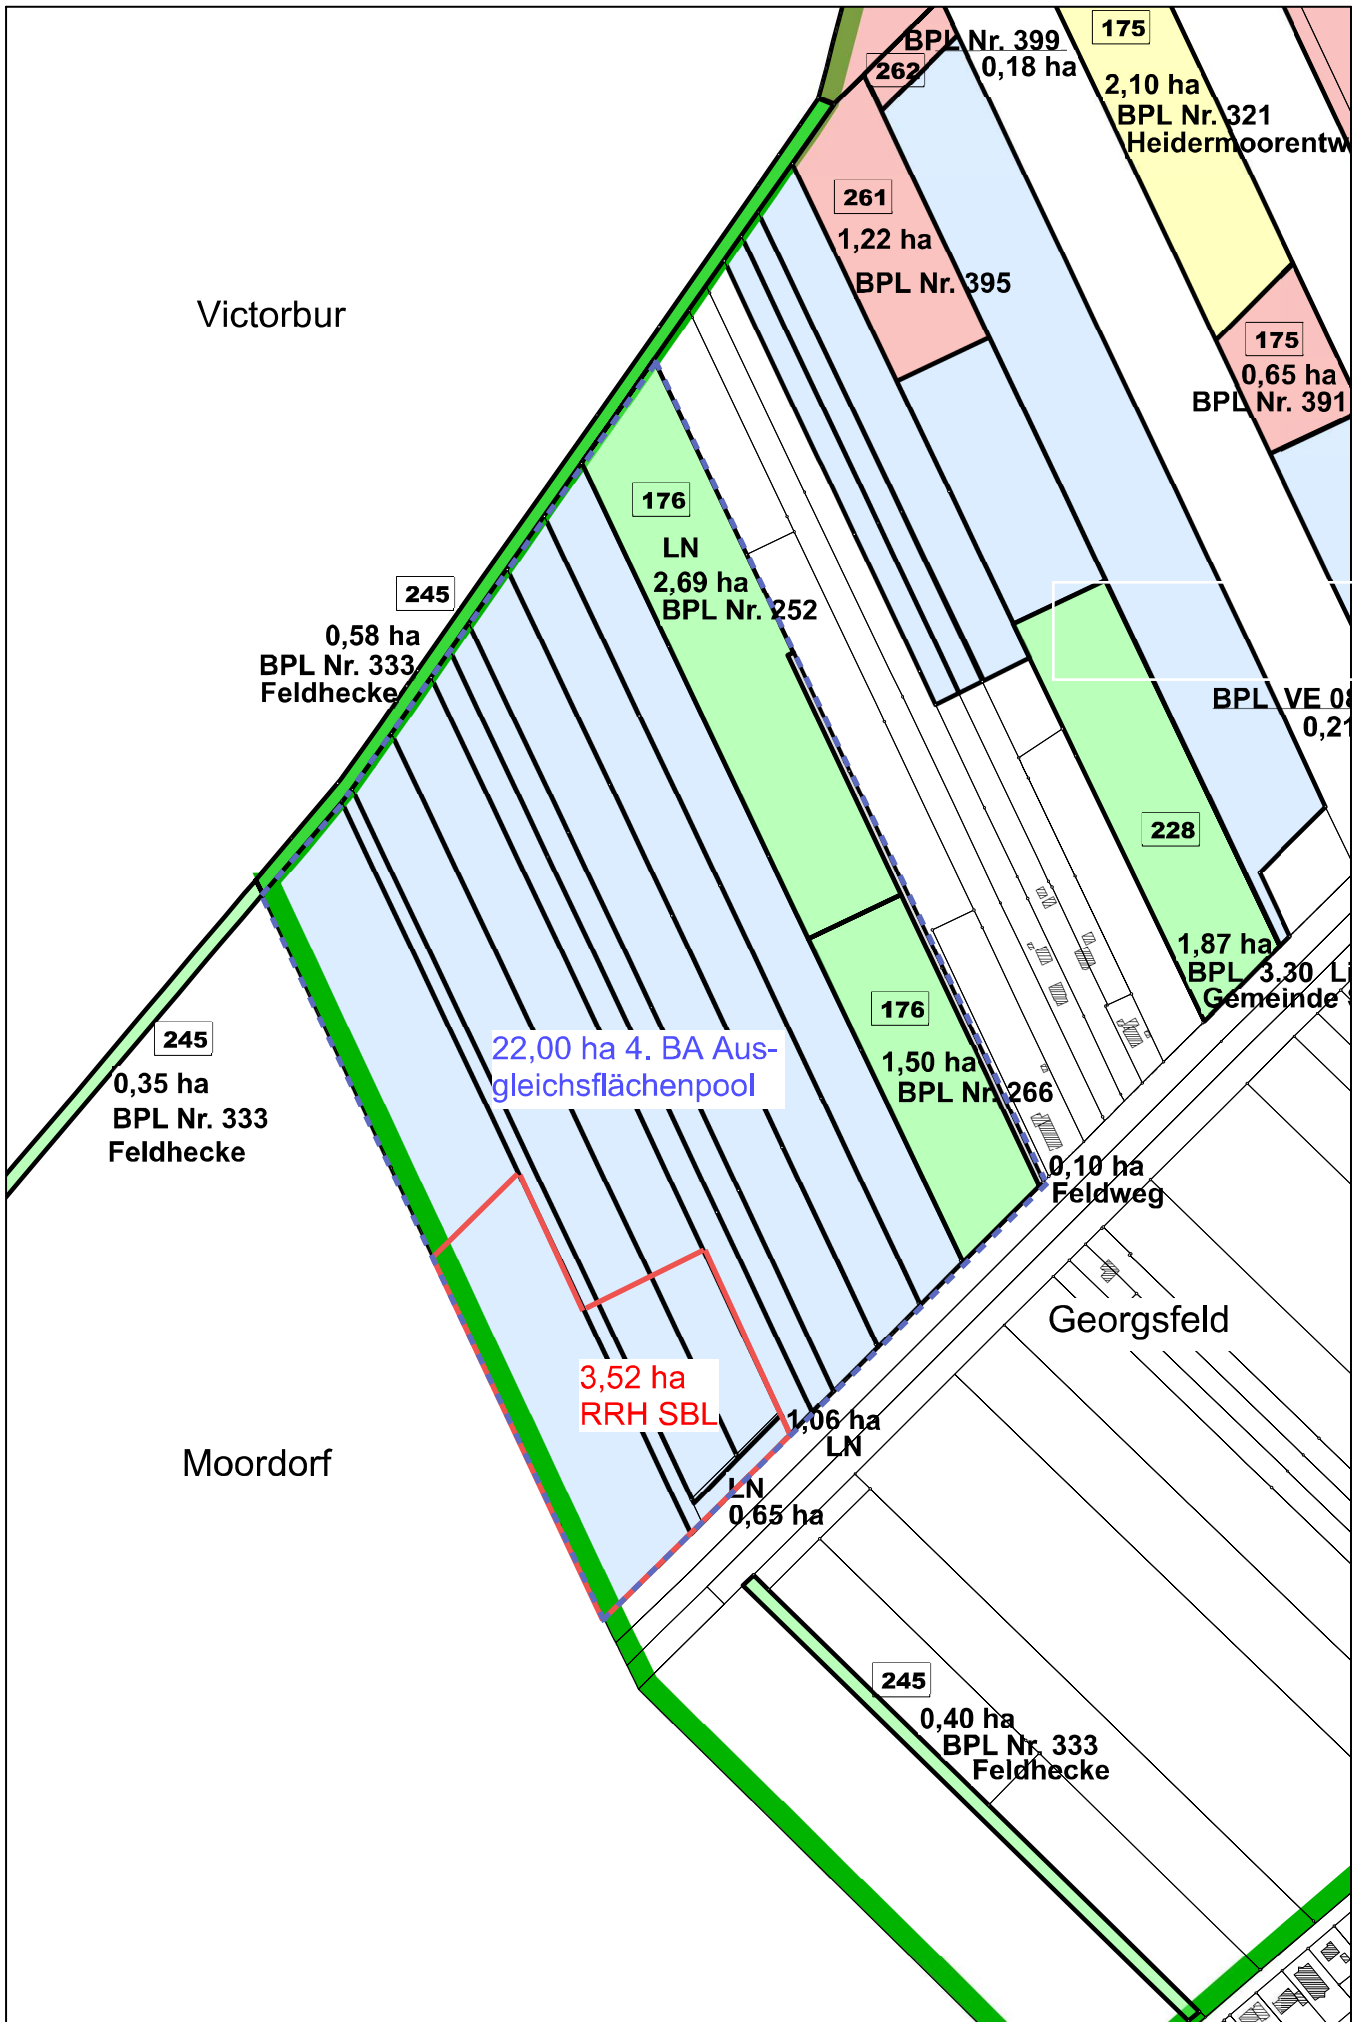 BPL Nr. 399
262
0,18 ha
175
2,10 ha
BPL Nr. 321
Heidermoorentw
261
1,22 ha
BPL Nr. 395
Victorbur
175
0,65 ha
BPL Nr. 391
176
LN
2,69 ha
BPL Nr. 252
245
0,58 ha
BPL Nr. 333
Feldhecke
BPL VE 08
0,21
228
1,87 ha
BPL 3.30 Li
Gemeinde
176
1,50 ha
BPL Nr. 266
22,00 ha 4. BA Aus-
gleichsflächenpool
245
0,35 ha
BPL Nr. 333
Feldhecke
0,10 ha
Feldweg
Georgsfeld
3,52 ha
RRH SBL
1,06 ha
LN
Moordorf
LN
0,65 ha
245
0,40 ha
BPL Nr. 333
Feldhecke